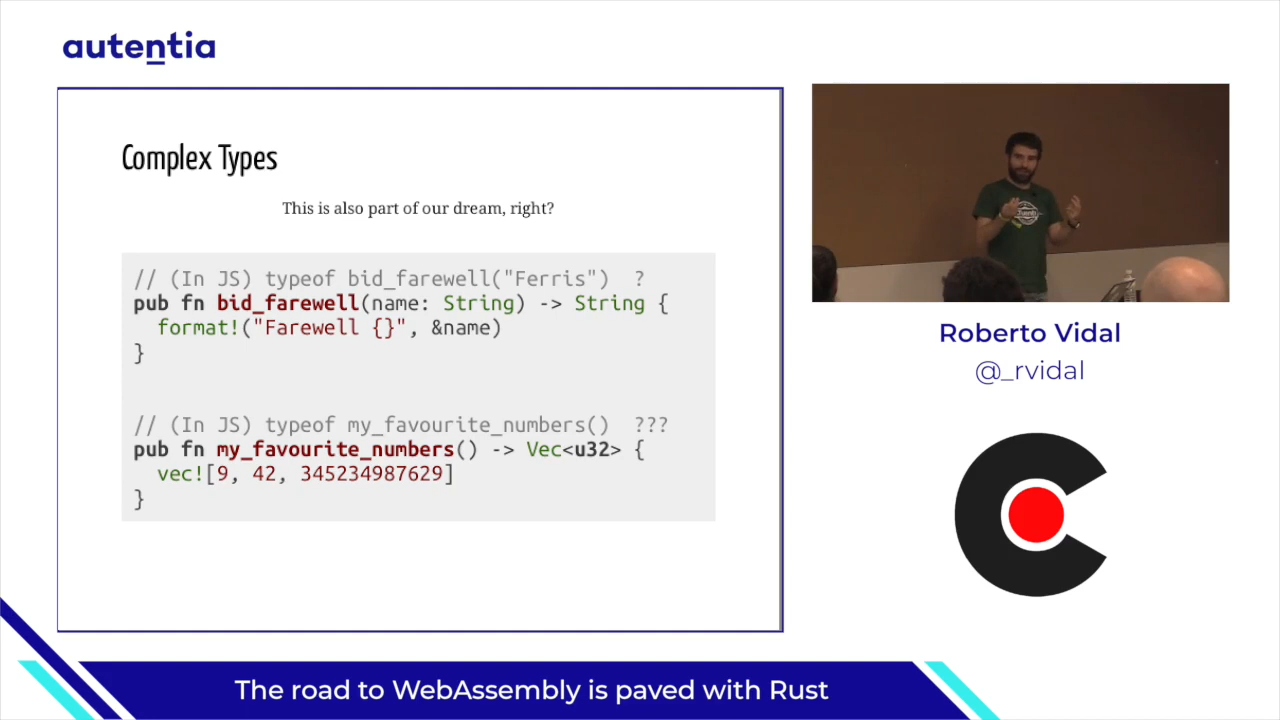 autentia
Complex Types
This is also part of our dream, right?
// (In JS) typeof bid_farewell("Ferris")  ?
pub fn bid_farewell(name: String) -> String {
  format!("Farewell {}", &name)
}
// (In JS) typeof my_favourite_numbers()  ???
pub fn my_favourite_numbers() -> Vec<u32> {
  vec![9, 42, 345234987629]
}
Roberto Vidal
@_rvidal
The road to WebAssembly is paved with Rust